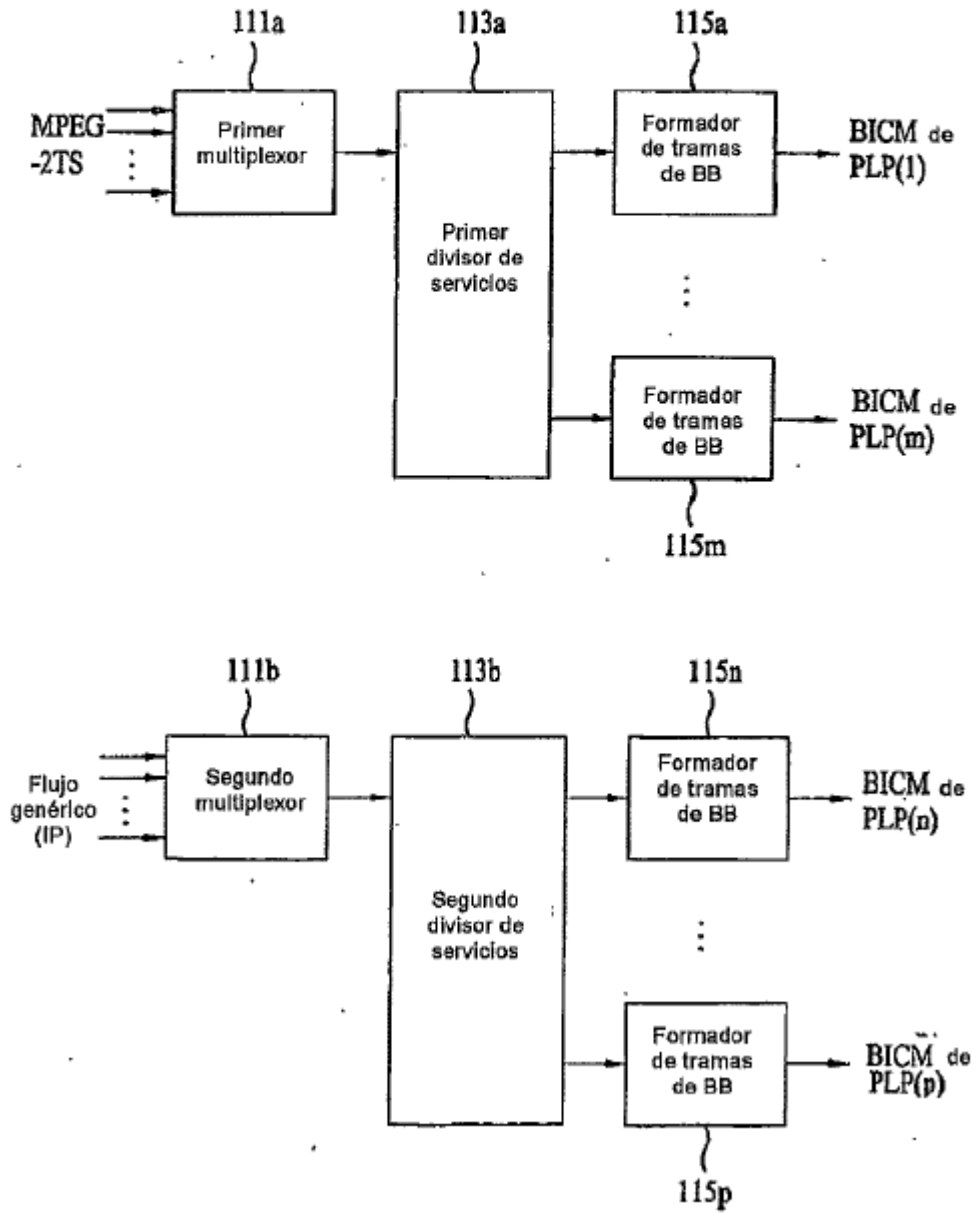 111a
113a
115a
MPEG
-2TS
Primer
multiplexor
Primer
divisor de
servicios
Formador
de tramas
de BB
BICM de
PLP(1)
Formador
de tramas
de BB
BICM de
PLP(m)
115m
111b
113b
115n
Flujo
genérico
(IP)
Segundo
multiplexor
Segundo
divisor de
servicios
Formador
de tramas
de BB
BICM de
PLP(n)
Formador
de tramas
de BB
BICM de
PLP(p)
115p